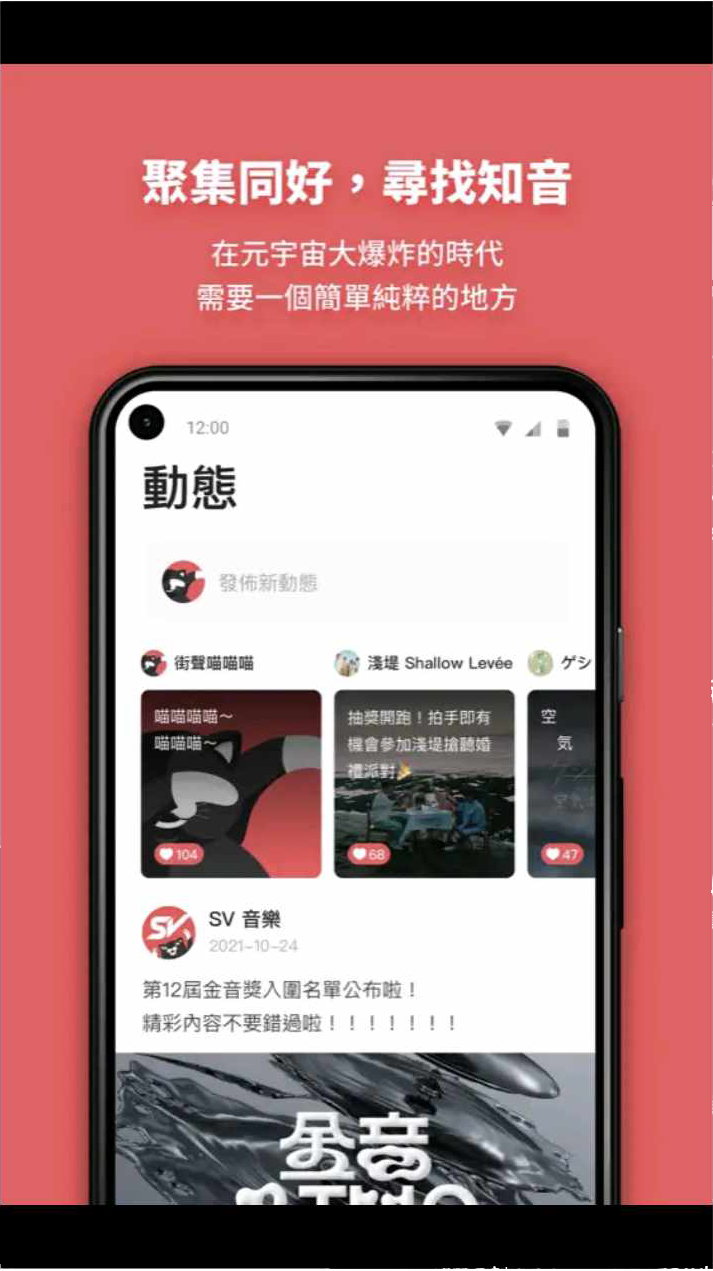 聚集同好，尋找知音
在元宇宙大爆炸的時代
需要一個簡單純粹的地方
12:00
動態
發佈新動態
街聲喵喵喵
淺堤 Shallow Levée
ゲシ
喵喵喵喵～
喵喵喵～
抽獎開跑！拍手即有
機會參加淺堤搶聽婚
禮派對🎉
空
気
104
68
47
SV
SV 音樂
2021-10-24
第12屆金音獎入圍名單公布啦！
精彩內容不要錯過啦！！！！！！！
金音